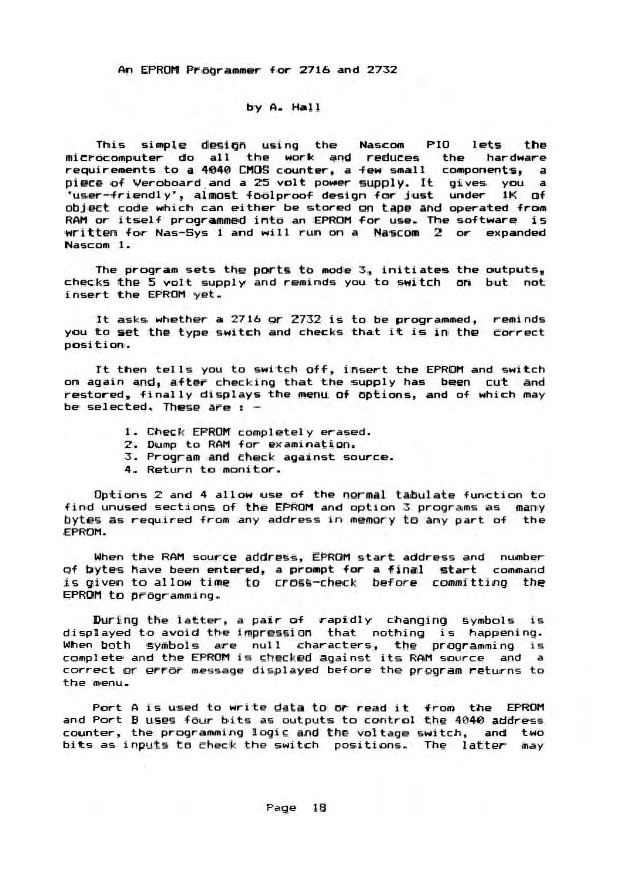 An EPROM Programmer for 2716 and 2732
by A. Hall
This simple design using the Nascom PIO lets the
microcomputer do all the work and reduces the hardware
requirements to a 4040 CMOS counter, a few small components, a
piece of Veroboard and a 25 volt power supply. It gives you a
'user-friendly', almost foolproof design for just under 1K of
object code which can either be stored on tape and operated from
RAM or itself programmed into an EPROM for use. The software is
written for Nas-Sys 1 and will run on a Nascom 2 or expanded
Nascom 1.
The program sets the ports to mode 3, initiates the outputs,
checks the 5 volt supply and reminds you to switch on but not
insert the EPROM yet.
It asks whether a 2716 or 2732 is to be programmed, reminds
you to set the type switch and checks that it is in the correct
position.
It then tells you to switch off, insert the EPROM and switch
on again and, after checking that the supply has been cut and
restored, finally displays the menu of options, and of which may
be selected. These are : -
1. Check EPROM completely erased.
2. Dump to RAM for examination.
3. Program and check against source.
4. Return to monitor.
Options 2 and 4 allow use of the normal tabulate function to
find unused sections of the EPROM and option 3 programs as many
bytes as required from any address in memory to any part of the
EPROM.
When the RAM source address, EPROM start address and number
of bytes have been entered, a prompt for a final start command
is given to allow time to cross-check before committing the
EPROM to programming.
During the latter, a pair of rapidly changing symbols is
displayed to avoid the impression that nothing is happening.
When both symbols are null characters, the programming is
complete and the EPROM is checked against its RAM source and a
correct or error message displayed before the program returns to
the menu.
Port A is used to write data to or read it from the EPROM
and Port B uses four bits as outputs to control the 4040 address
counter, the programming logic and the voltage switch, and two
bits as inputs to check the switch positions. The latter may
Page 18